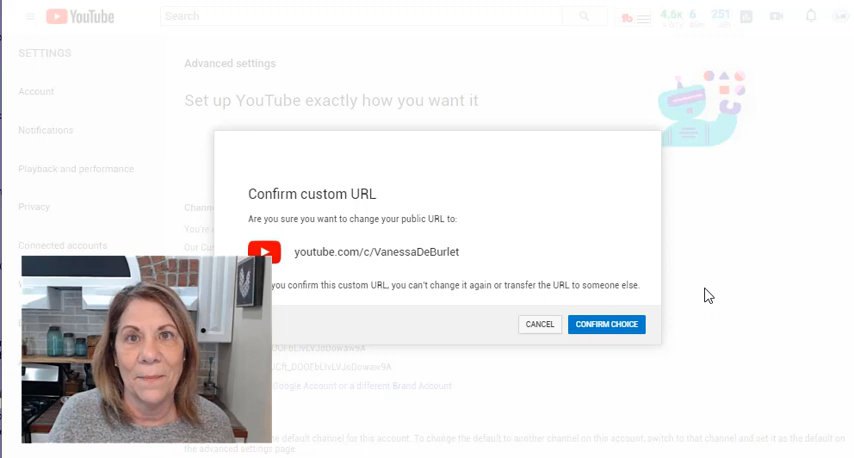 YouTube
Search
4.6x 6 251
SETTINGS
Account
Notifications
Playback and performance
Privacy
Connected accounts
Advanced settings
Set up YouTube exactly how you want it
Confirm custom URL
Are you sure you want to change your public URL to:
youtube.com/c/VanessaDeBurlet
you confirm this custom URL, you can't change it again or transfer the URL to someone else.
CANCEL
CONFIRM CHOICE
Google Account or a different Brand Account
default channel for this account. To change the default to another channel on this account, switch to that channel and set it as the default on
the advanced settings page.